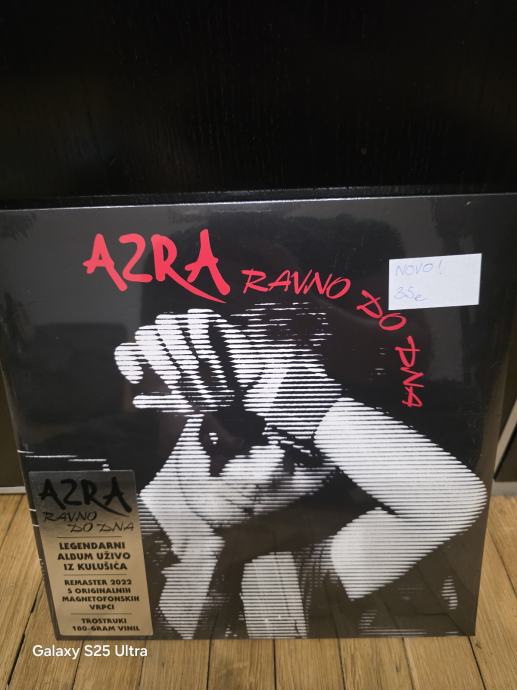 AZRA RAVNO DO DNA
NOVO!
35e
AZRA
RAVNO
DO DNA
LEGENDARNI
ALBUM UŽIVO
IZ KULUŠIĆA
REMASTER 2022
S ORIGINALNIH
MAGNETOFONSKIH
VRPCI
TROSTRUKI
180-GRAM VINIL
Galaxy S25 Ultra